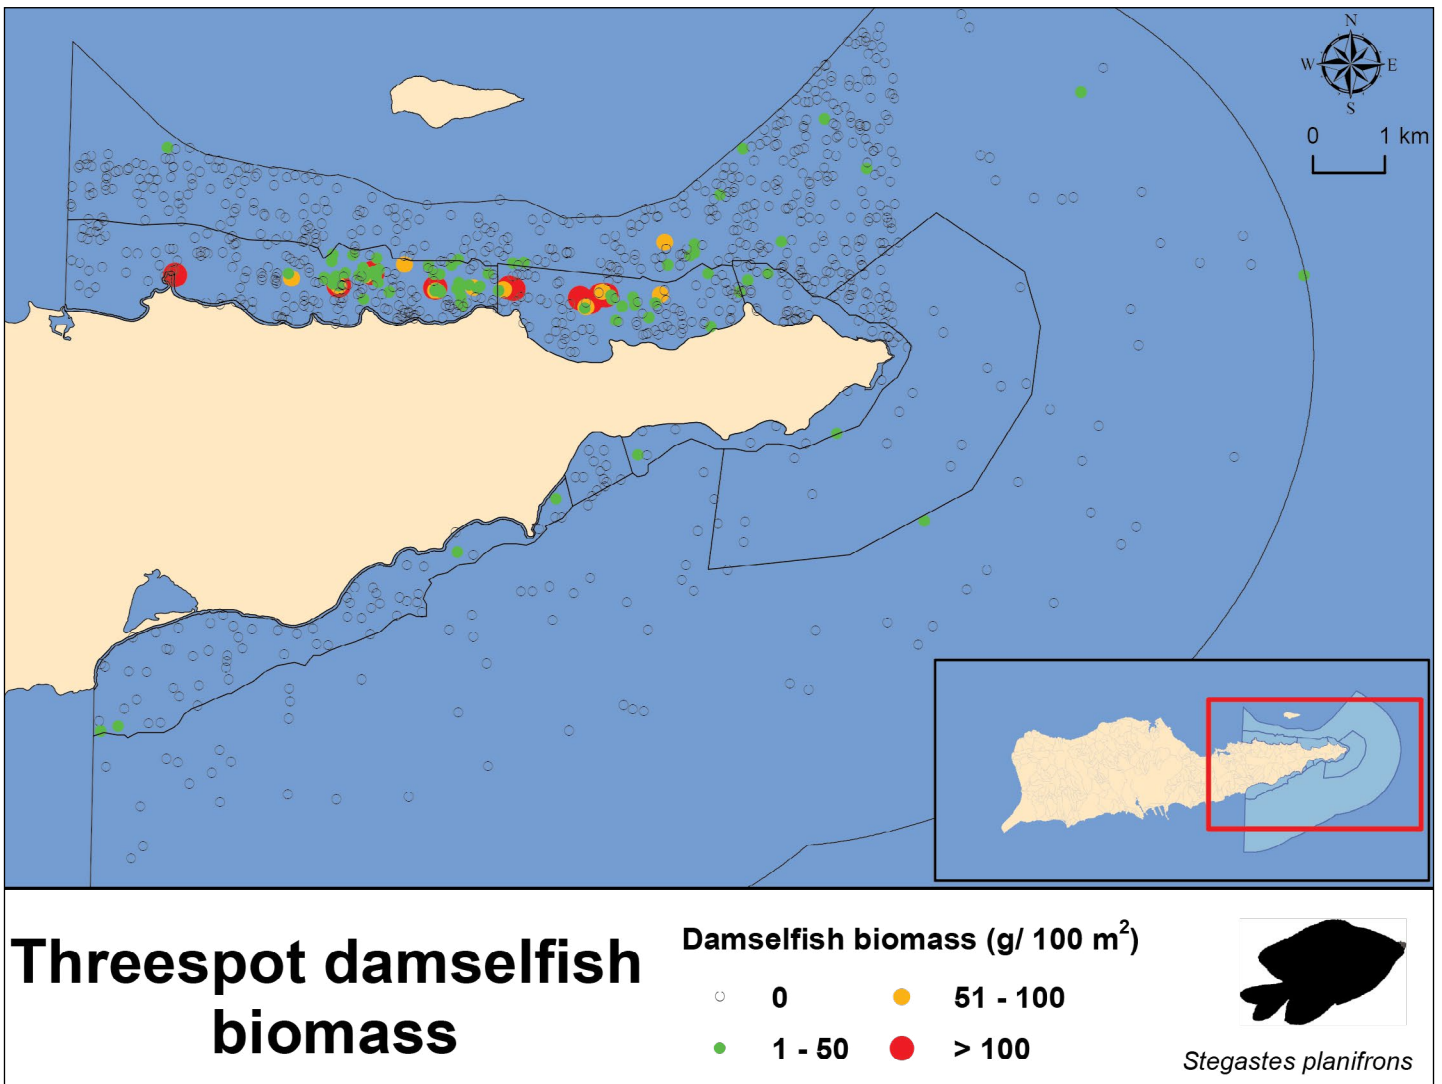 N
W E
S
0 1 km
Threespot damselfish
biomass
Damselfish biomass (g/ 100 m²)
0
51 - 100
1 - 50
> 100
Stegastes planifrons